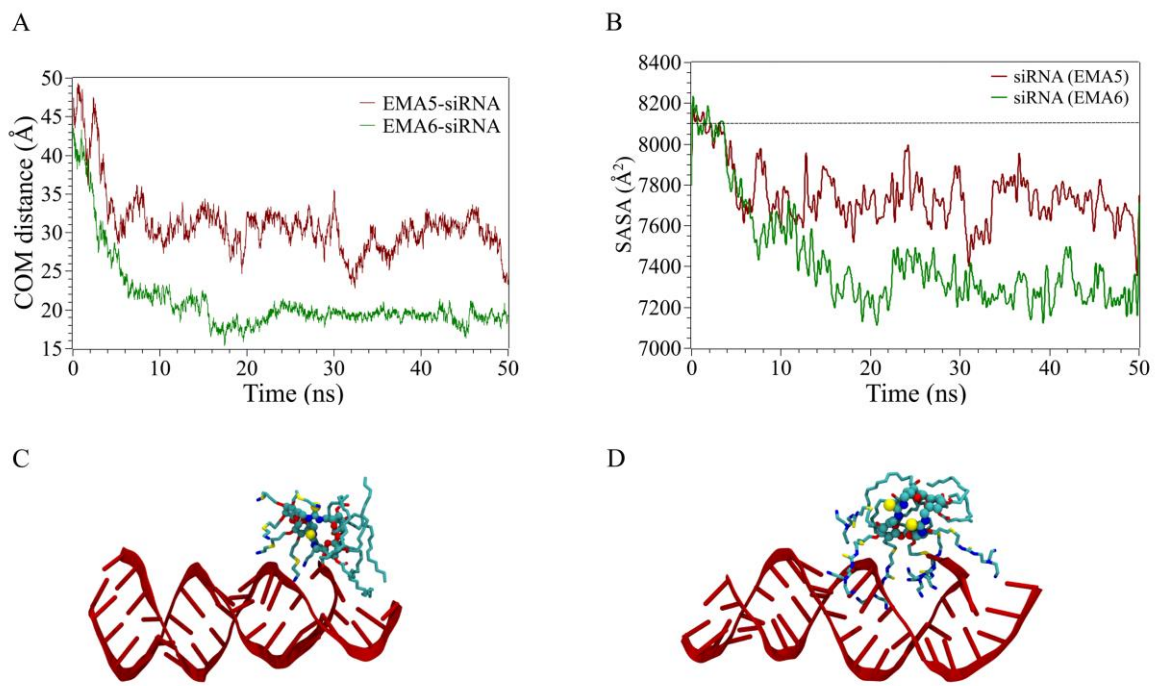 A
B
50
45
40
35
30
25
20
15
COM distance (Å)
EMA5-siRNA
EMA6-siRNA
0 10 20 30 40 50
Time (ns)
8400
8200
8000
7800
7600
7400
7200
7000
SASA (Å²)
siRNA (EMA5)
siRNA (EMA6)
0 10 20 30 40 50
Time (ns)
C
D